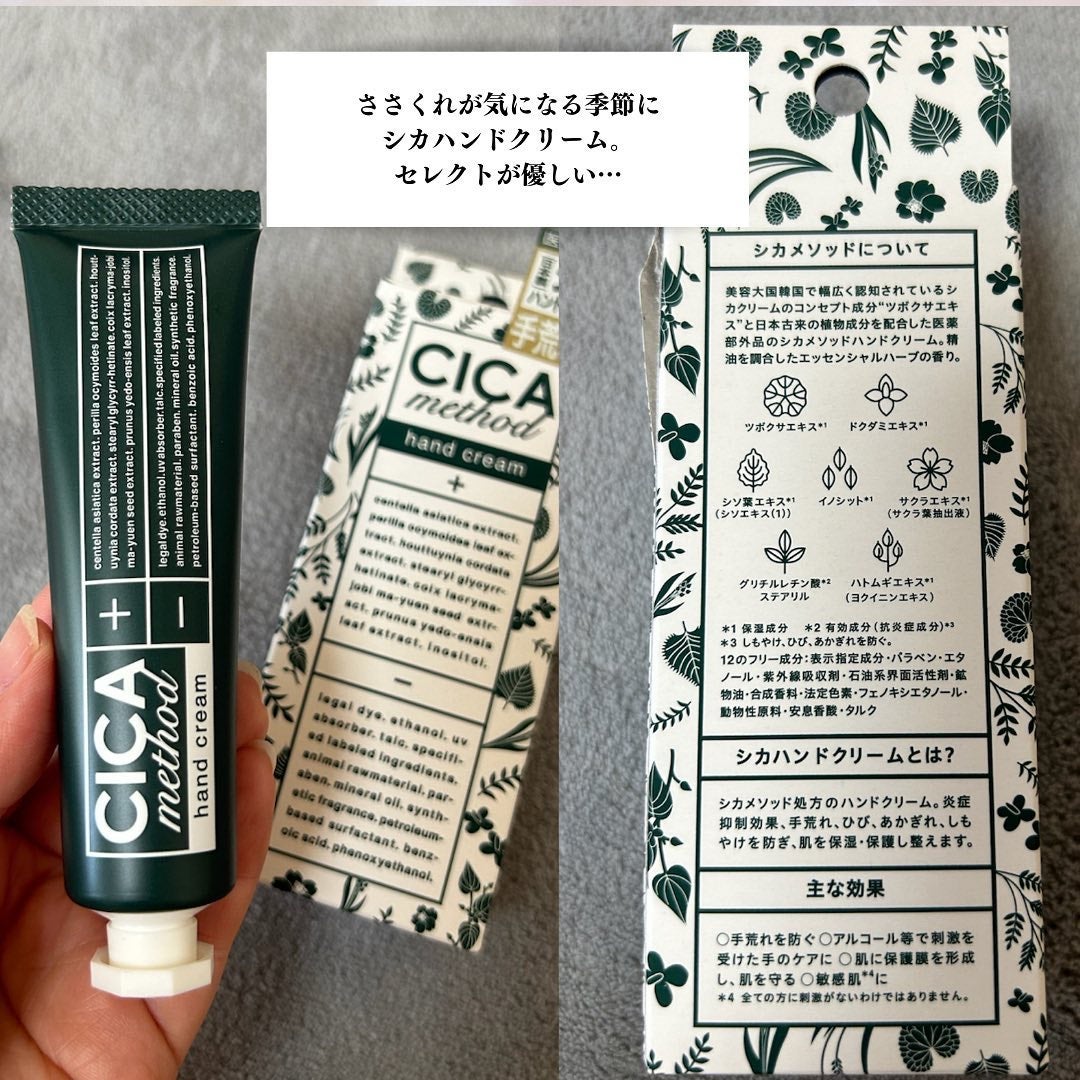 ささくれが気になる季節に
シカハンドクリーム。
セレクトが優しい…
centella asiatica extract. perilla ocymoides leaf extract. houtt-
uynia cordata extract. stearyl glycyrr-hetinate. coix lacryma-jobi
ma-yuen seed extract. prunus yedo-ensis leaf extract. inositol.
legal dye. ethanol. uv absorber. talc. specified labeled ingredients.
animal rawmaterial. paraben. mineral oil. synthetic fragrance.
petroleum-based surfactant. benzoic acid. phenoxyethanol.
+
−
CICA
method
hand cream
手荒
CICA
method
hand cream
+
centella asiatica extract.
perilla ocymoides leaf ex-
tract. houttuynia cordata
extract. stearyl glycyrr-
hetinate. coix lacryma-
jobi ma-yuen seed extr-
act. prunus yedo-ensis
leaf extract. inositol.
−
legal dye. ethanol. uv
absorber. talc. specifi-
ed labeled ingredients.
animal rawmaterial. par-
aben. mineral oil. synth-
etic fragrance. petroleum-
based surfactant. benz-
oic acid. phenoxyethanol.
シカメソッドについて
美容大国韓国で幅広く認知されているシ
カクリームのコンセプト成分“ツボクサエキ
ス”と日本古来の植物成分を配合した医薬
部外品のシカメソッドハンドクリーム。精
油を調合したエッセンシャルハーブの香り。
ツボクサエキス*1
ドクダミエキス*1
シソ葉エキス*1
(シソエキス(1))
イノシット*1
サクラエキス*1
(サクラ葉抽出液)
グリチルレチン酸*2
ステアリル
ハトムギエキス*1
(ヨクイニンエキス)
*1 保湿成分 *2 有効成分(抗炎症成分)*3
*3 しもやけ、ひび、あかぎれを防ぐ。
12のフリー成分：表示指定成分・パラベン・エタ
ノール・紫外線吸収剤・石油系界面活性剤・鉱
物油・合成香料・法定色素・フェノキシエタノール・
動物性原料・安息香酸・タルク
シカハンドクリームとは?
シカメソッド処方のハンドクリーム。炎症
抑制効果、手荒れ、ひび、あかぎれ、しも
やけを防ぎ、肌を保湿・保護し整えます。
主な効果
○手荒れを防ぐ○アルコール等で刺激を
受けた手のケアに ○肌に保護膜を形成
し、肌を守る ○敏感肌*4に
*4 全ての方に刺激がないわけではありません。